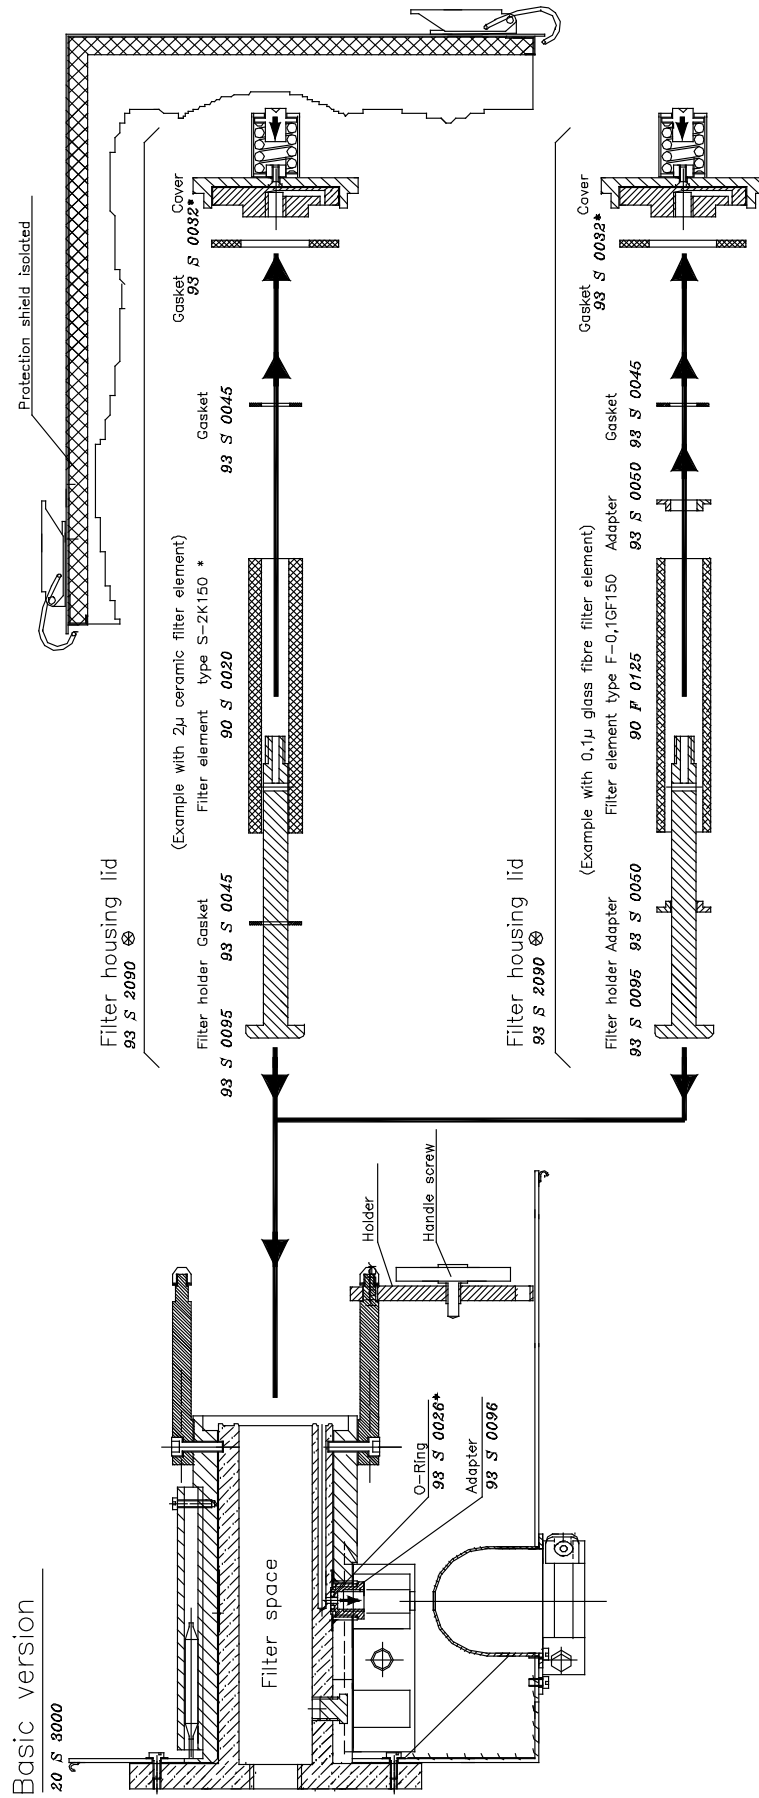 Basic version
20 S 3000
Filter space
O-Ring
93 S 0026*
Adapter
93 S 0096
Holder
Handle screw
Protection shield isolated
Filter housing lid
93 S 2090 ⊗
(Example with 2µ ceramic filter element)
Filter holder Gasket Filter element type S-2K150 * Gasket Gasket Cover
93 S 0095 93 S 0045 90 S 0020 93 S 0045 93 S 0032*
Filter housing lid
93 S 2090 ⊗
(Example with 0,1µ glass fibre filter element)
Filter holder Adapter Filter element type F-0,1GF150 Adapter Gasket Gasket Cover
93 S 0095 93 S 0050 90 F 0125 93 S 0050 93 S 0045 93 S 0032*